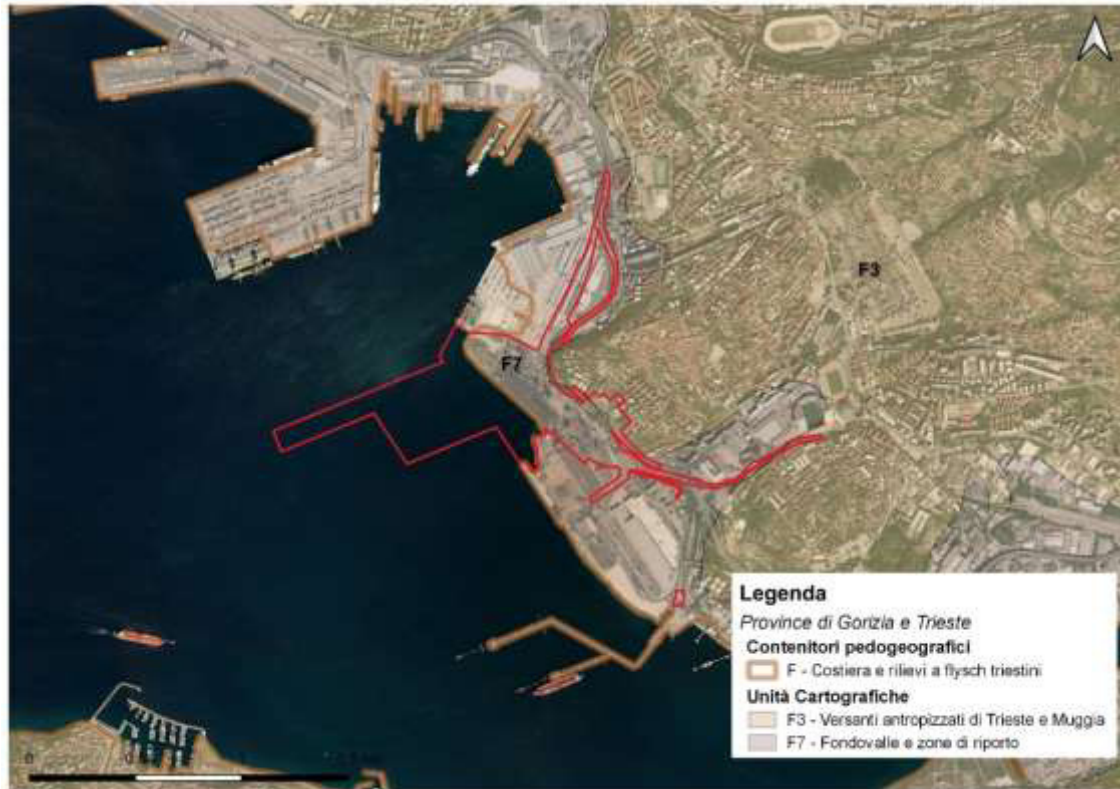 F3
F7
Legenda
Province di Gorizia e Trieste
Contenitori pedogeografici
F - Costiera e rilievi a flysch triestini
Unità Cartografiche
F3 - Versanti antropizzati di Trieste e Muggia
F7 - Fondovalle e zone di riporto
0